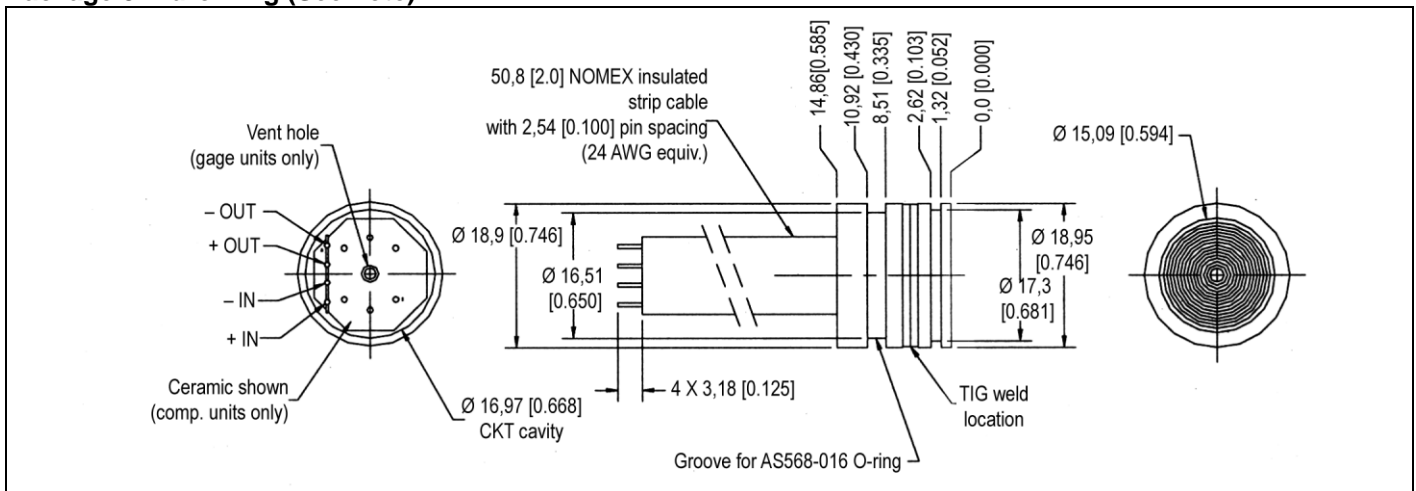 50,8 [2.0] NOMEX insulated
strip cable
with 2,54 [0.100] pin spacing
(24 AWG equiv.)
14,86[0.585]
10,92 [0.430]
8,51 [0.335]
2,62 [0.103]
1,32 [0.052]
0,0 [0.000]
Ø 15,09 [0.594]
Vent hole
(gage units only)
– OUT
+ OUT
– IN
+ IN
Ceramic shown
(comp. units only)
Ø 16,97 [0.668]
CKT cavity
Ø 18,9 [0.746]
Ø 16,51
[0.650]
4 X 3,18 [0.125]
Ø 18,95
[0.746]
Ø 17,3
[0.681]
TIG weld
location
Groove for AS568-016 O-ring